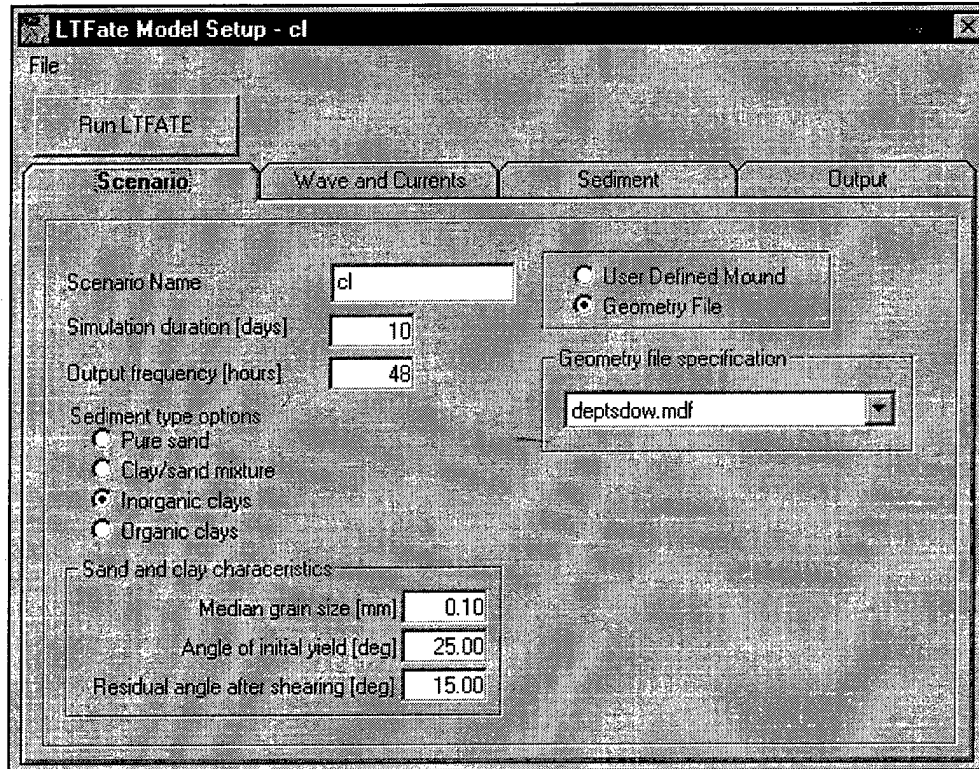 LTFate Model Setup - cl
File
Run LTFATE
Scenario
Wave and Currents
Sediment
Output
Scenario Name
cl
Simulation duration [days]
10
Output frequency [hours]
48
Sediment type options
Pure sand
Clay/sand mixture
Inorganic clays
Organic clays
Sand and clay characeristics
Median grain size [mm]
0.10
Angle of initial yield [deg]
25.00
Residual angle after shearing [deg]
15.00
User Defined Mound
Geometry File
Geometry file specification
deptsdow.mdf